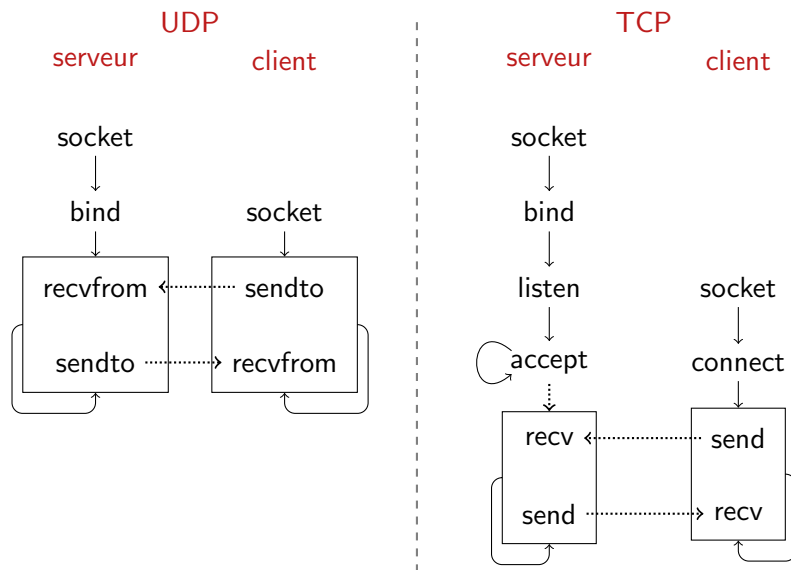 UDP
serveur client
socket
bind socket
recvfrom sendto
sendto recvfrom
TCP
serveur client
socket
bind
listen socket
accept connect
recv send
send recv